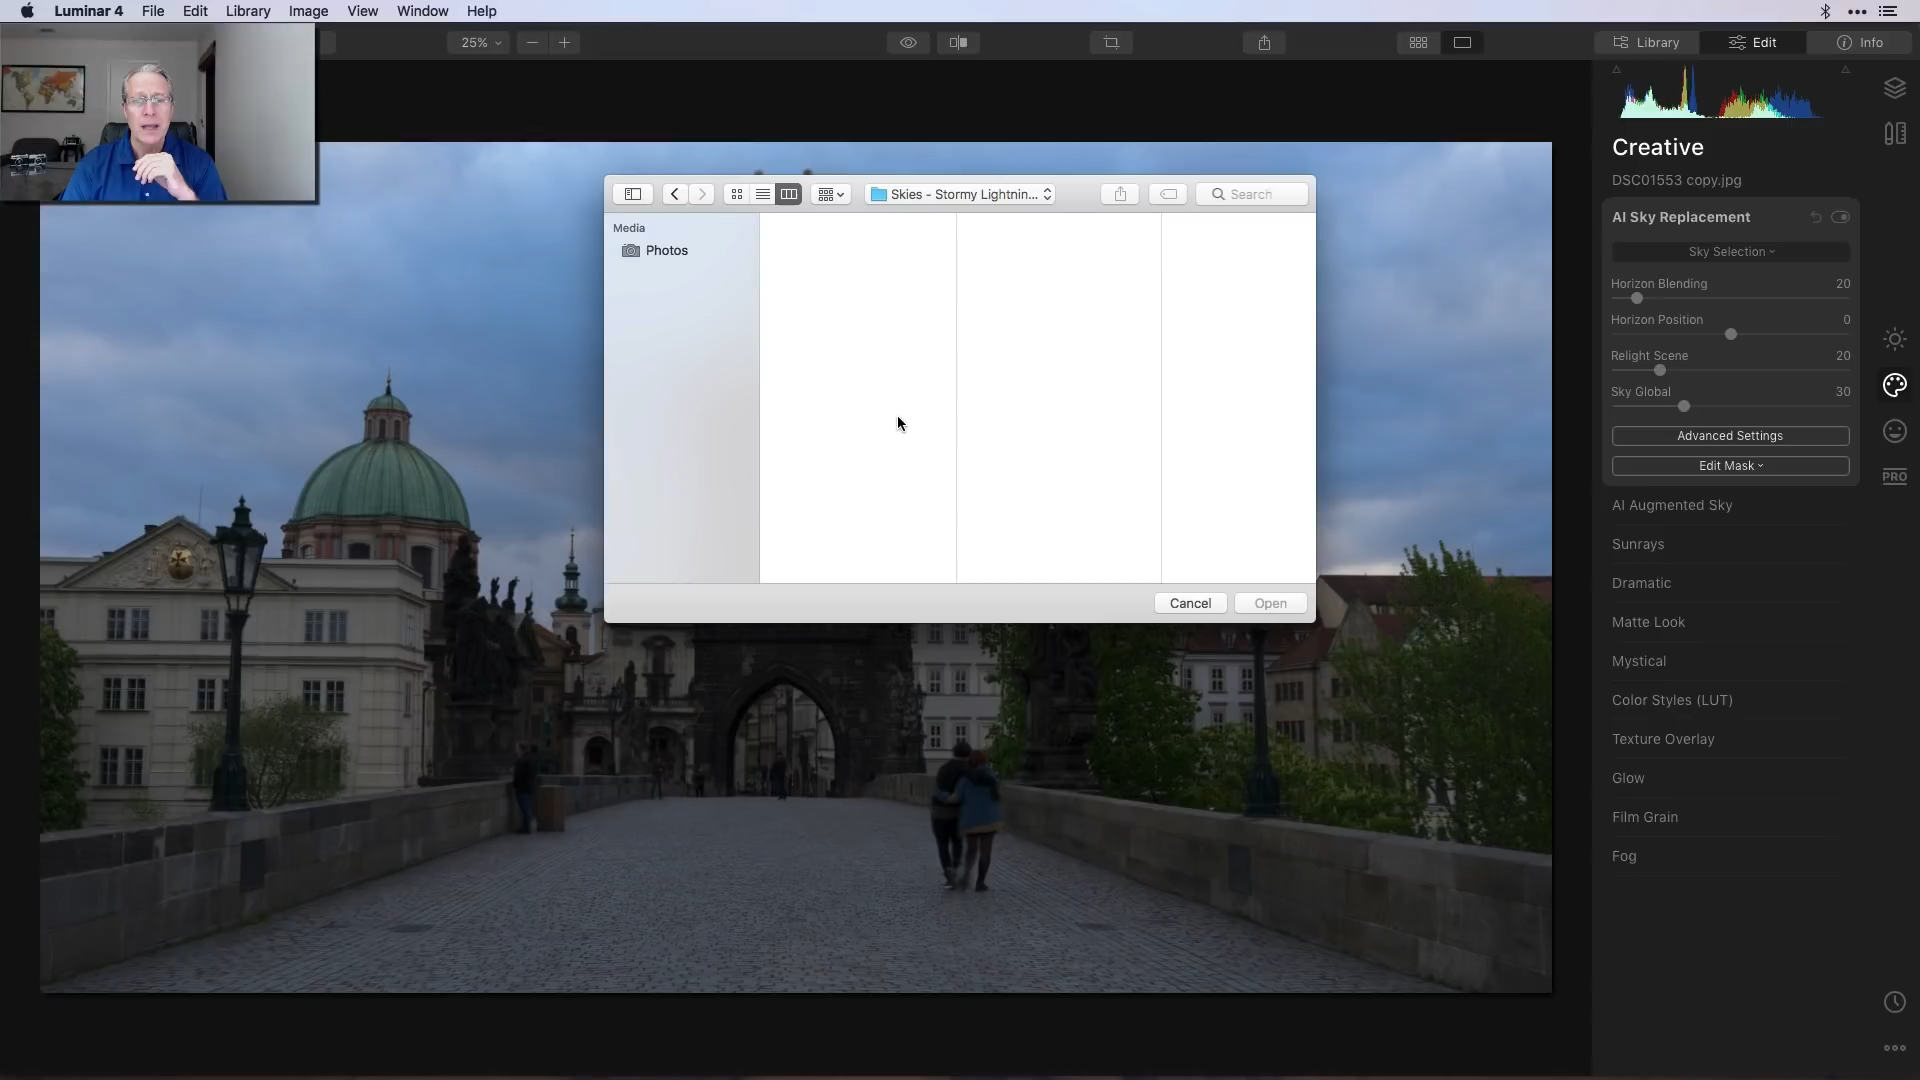 Luminar 4 File Edit Library Image View Window Help
25%
Library Edit Info
Creative
DSC01553 copy.jpg
AI Sky Replacement
Sky Selection
Horizon Blending 20
Horizon Position 0
Relight Scene 20
Sky Global 30
Advanced Settings
Edit Mask
PRO
AI Augmented Sky
Sunrays
Dramatic
Matte Look
Mystical
Color Styles (LUT)
Texture Overlay
Glow
Film Grain
Fog
Skies - Stormy Lightnin...
Search
Media
Photos
Cancel Open